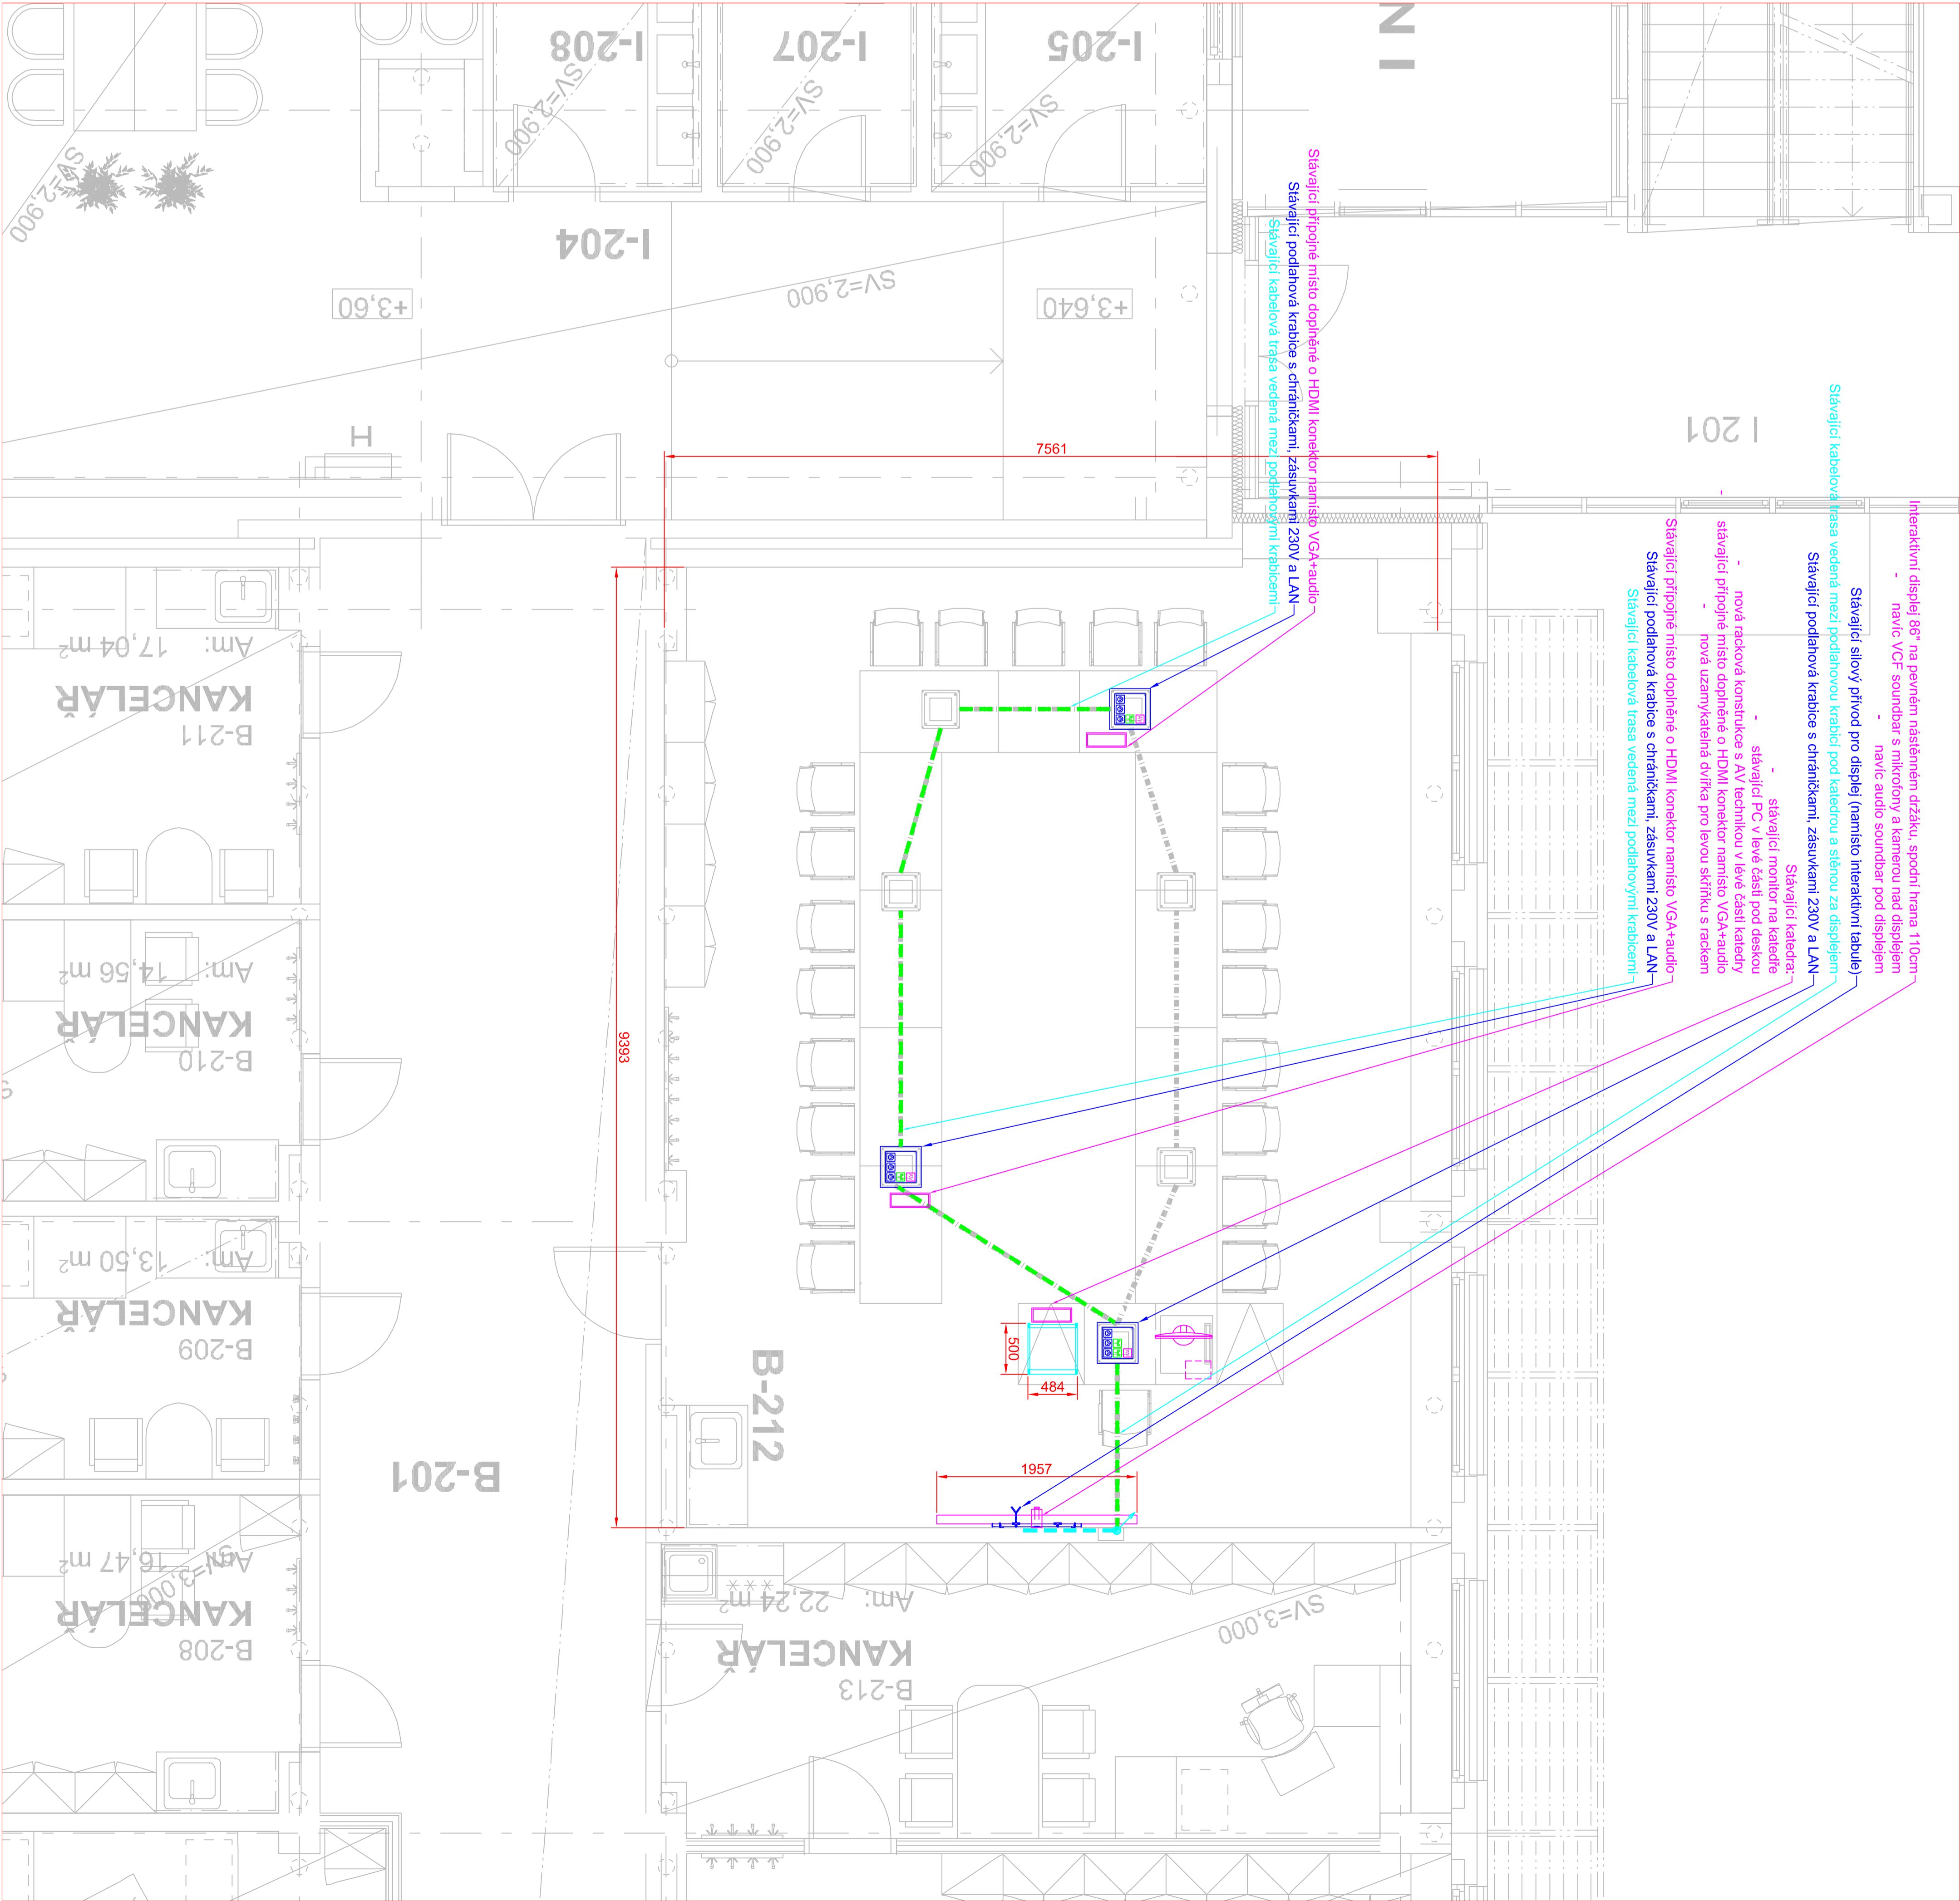 I-208
I-207
I-205
N I
SV=2,900
SV=2,900
SV=2,900
SV=2,900
I-204
+3,60
SV=2,900
+3,640
H
I 201
7561
9393
Stávající přípojné místo doplněné o HDMI konektor namísto VGA+audio
Stávající podlahová krabice s chráničkami, zásuvkami 230V a LAN
Stávající kabelová trasa vedená mezi podlahovými krabicemi
Interaktivní displej 86" na pevném nástěnném držáku, spodní hrana 110cm
- navíc VCF soundbar s mikrofony a kamerou nad displejem
- navíc audio soundbar pod displejem
Stávající silový přívod pro displej (namísto interaktivní tabule)
Stávající kabelová trasa vedená mezi podlahovou krabicí pod katedrou a stěnou za displejem
Stávající podlahová krabice s chráničkami, zásuvkami 230V a LAN
Stávající katedra:
- stávající monitor na katedře
- stávající PC v levé části pod deskou
- nová racková konstrukce s AV technikou v levé části katedry
- stávající přípojné místo doplněné o HDMI konektor namísto VGA+audio
- nová uzamykatelná dvířka pro levou skříňku s rackem
Stávající přípojné místo doplněné o HDMI konektor namísto VGA+audio
Stávající podlahová krabice s chráničkami, zásuvkami 230V a LAN
Stávající kabelová trasa vedená mezi podlahovými krabicemi
B-211
KANCELÁŘ
Am: 17,04 m²
B-210
KANCELÁŘ
Am: 14,56 m²
B-209
KANCELÁŘ
Am: 13,50 m²
B-208
KANCELÁŘ
Am: 16,47 m²
SV=3,000
B-201
B-212
500
484
1957
B-213
KANCELÁŘ
Am: 22,24 m²
SV=3,000